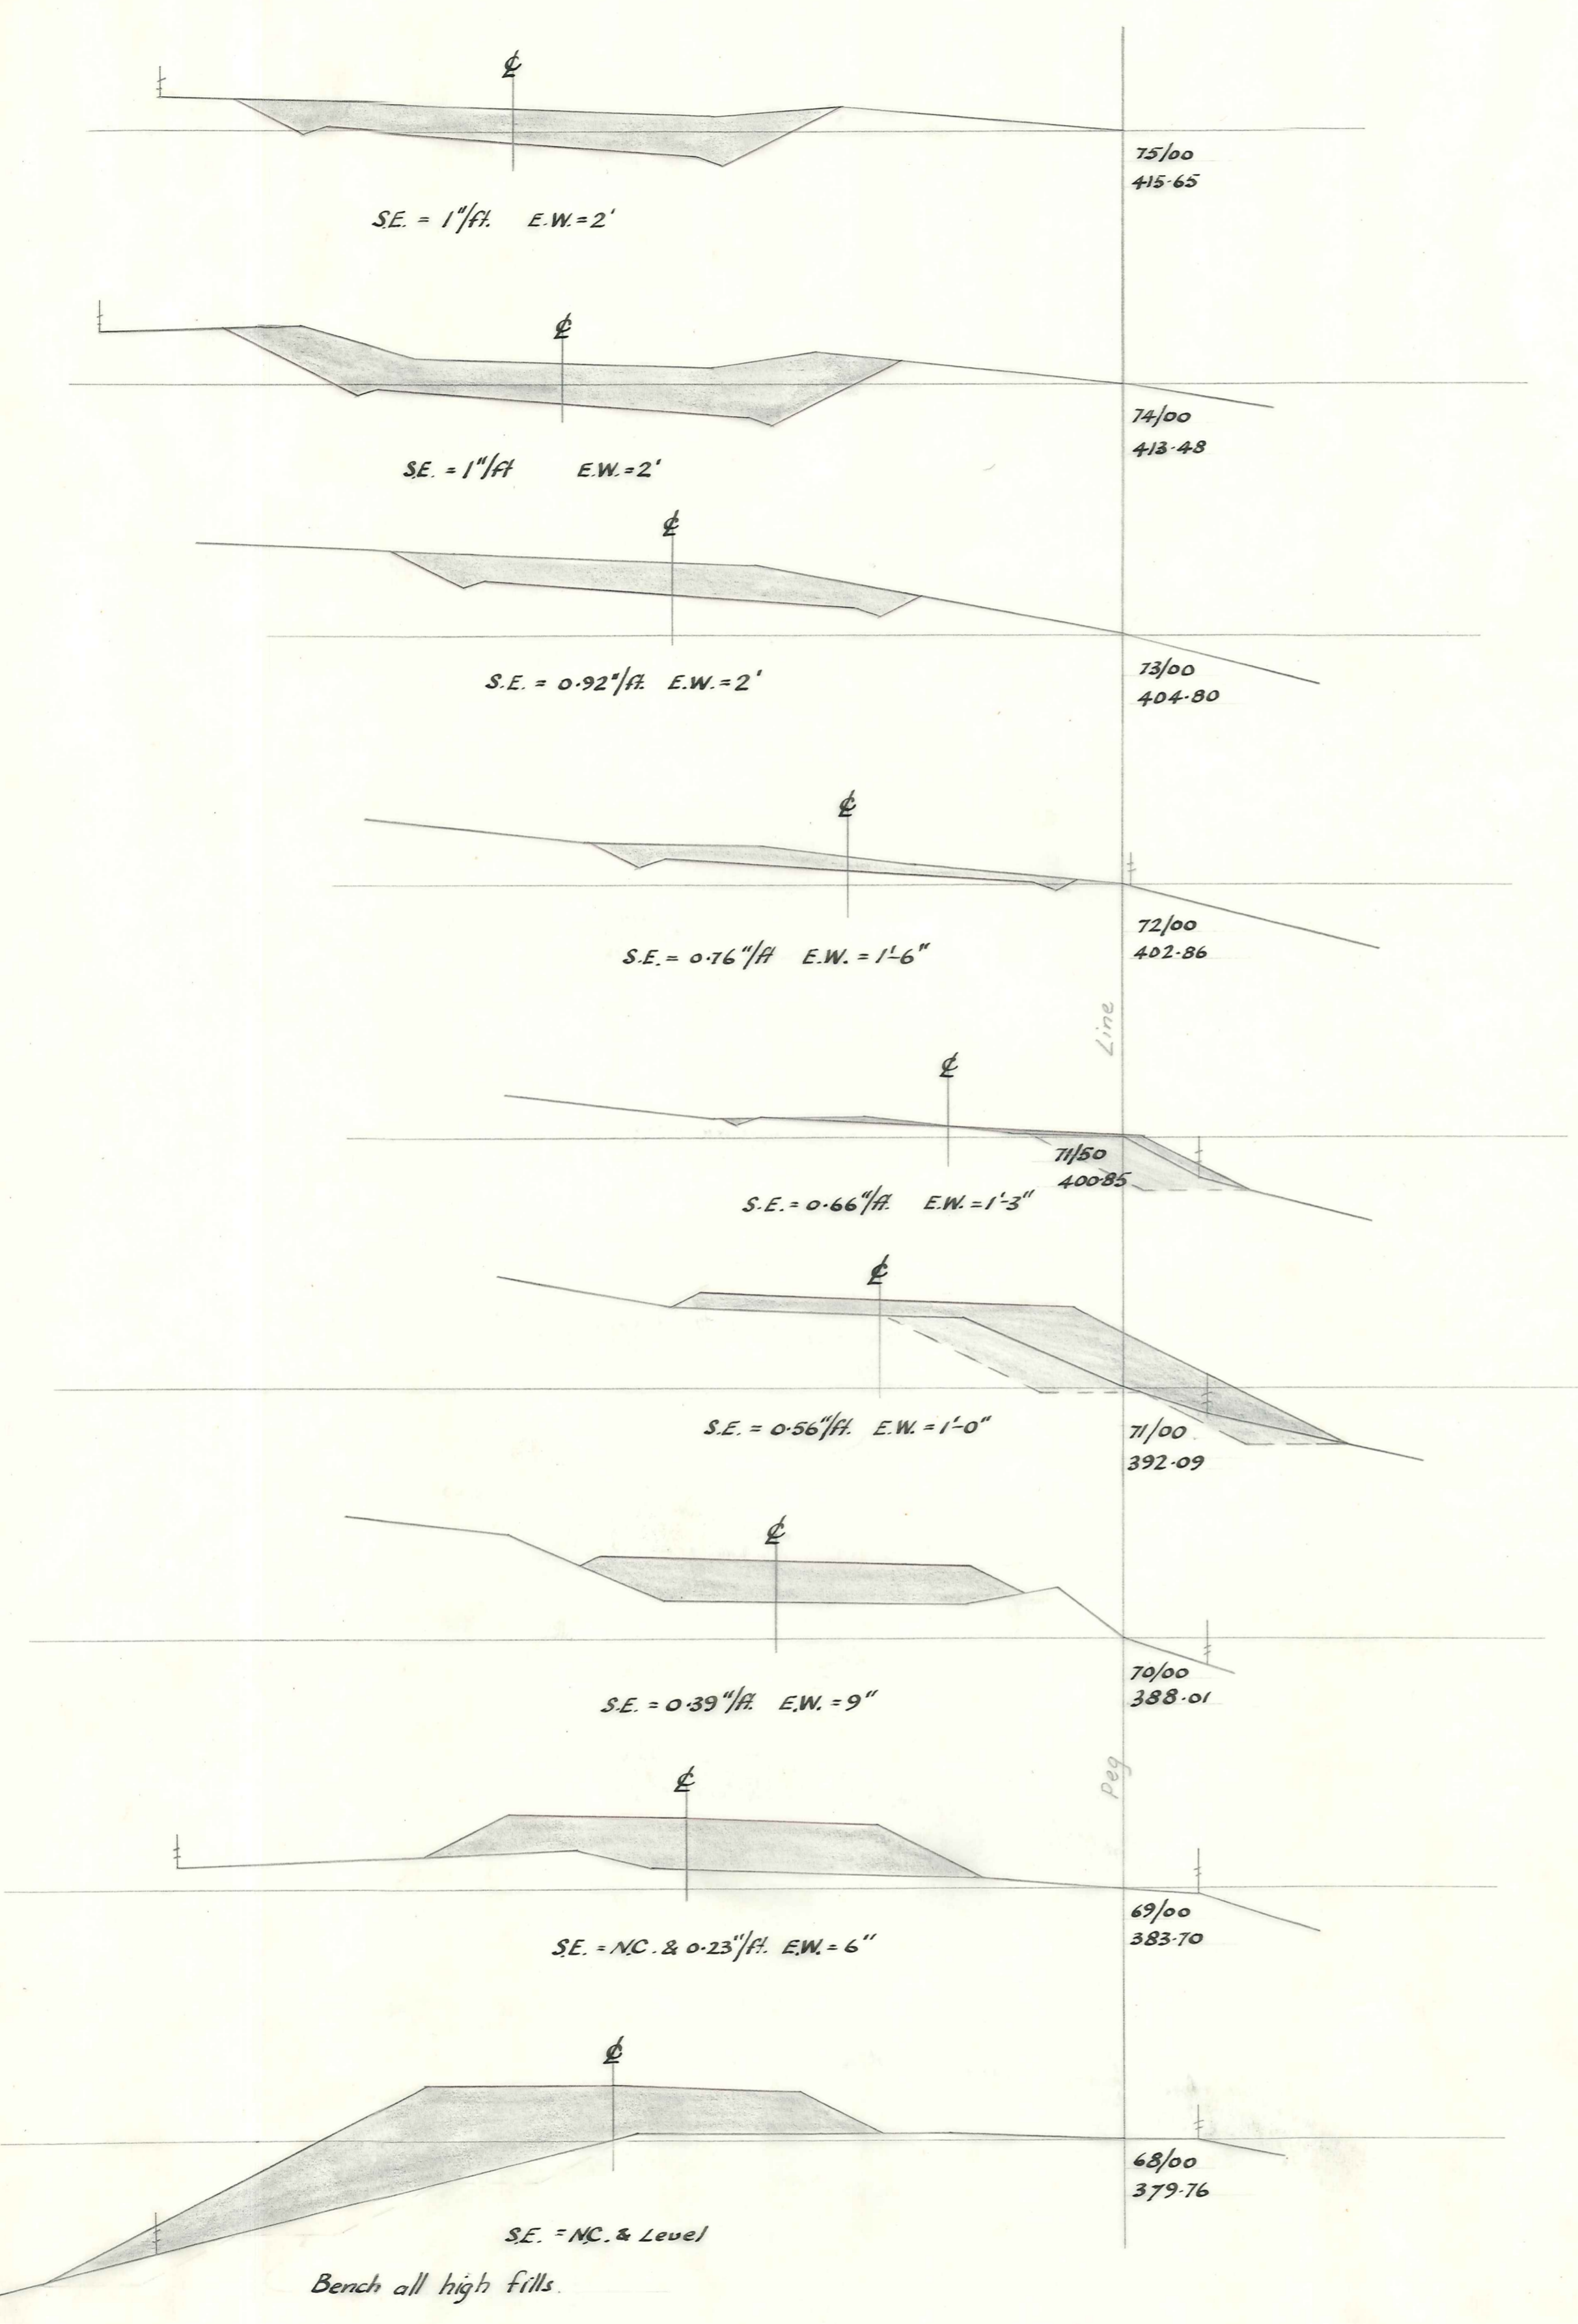 ℄
75/00
415·65
S.E. = 1"/ft. E.W. = 2'
℄
74/00
413·48
S.E. = 1"/ft E.W. = 2'
℄
73/00
404·80
S.E. = 0·92"/ft. E.W. = 2'
℄
72/00
402·86
S.E. = 0·76"/ft E.W. = 1'-6"
Line
℄
71/50
400·85
S.E. = 0·66"/ft. E.W. = 1'-3"
℄
71/00
392·09
S.E. = 0·56"/ft. E.W. = 1'-0"
℄
70/00
388·01
S.E. = 0·39"/ft. E.W. = 9"
Peg
℄
69/00
383·70
S.E. = N.C. & 0·23"/ft. E.W. = 6"
℄
68/00
379·76
S.E. = N.C. & Level
Bench all high fills.